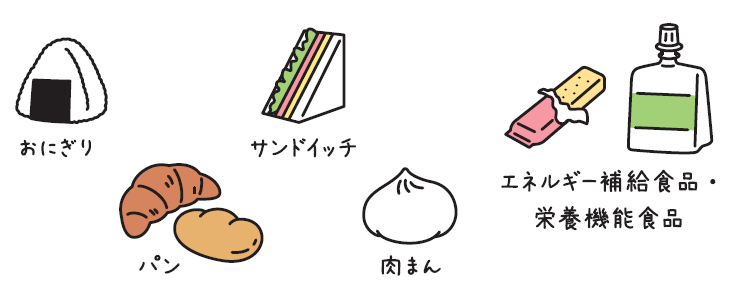 おにぎり
サンドイッチ
エネルギー補給食品・
栄養機能食品
パン
肉まん